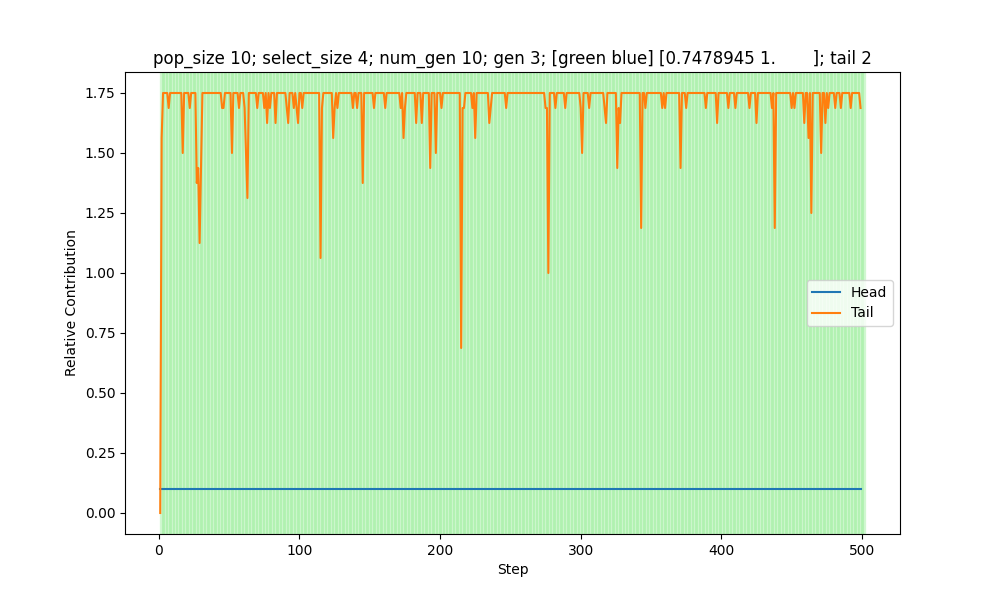 pop_size 10; select_size 4; num_gen 10; gen 3; [green blue] [0.7478945 1.        ]; tail 2
1.75
1.50
1.25
1.00
0.75
0.50
0.25
0.00
Relative Contribution
Head
Tail
0 100 200 300 400 500
Step